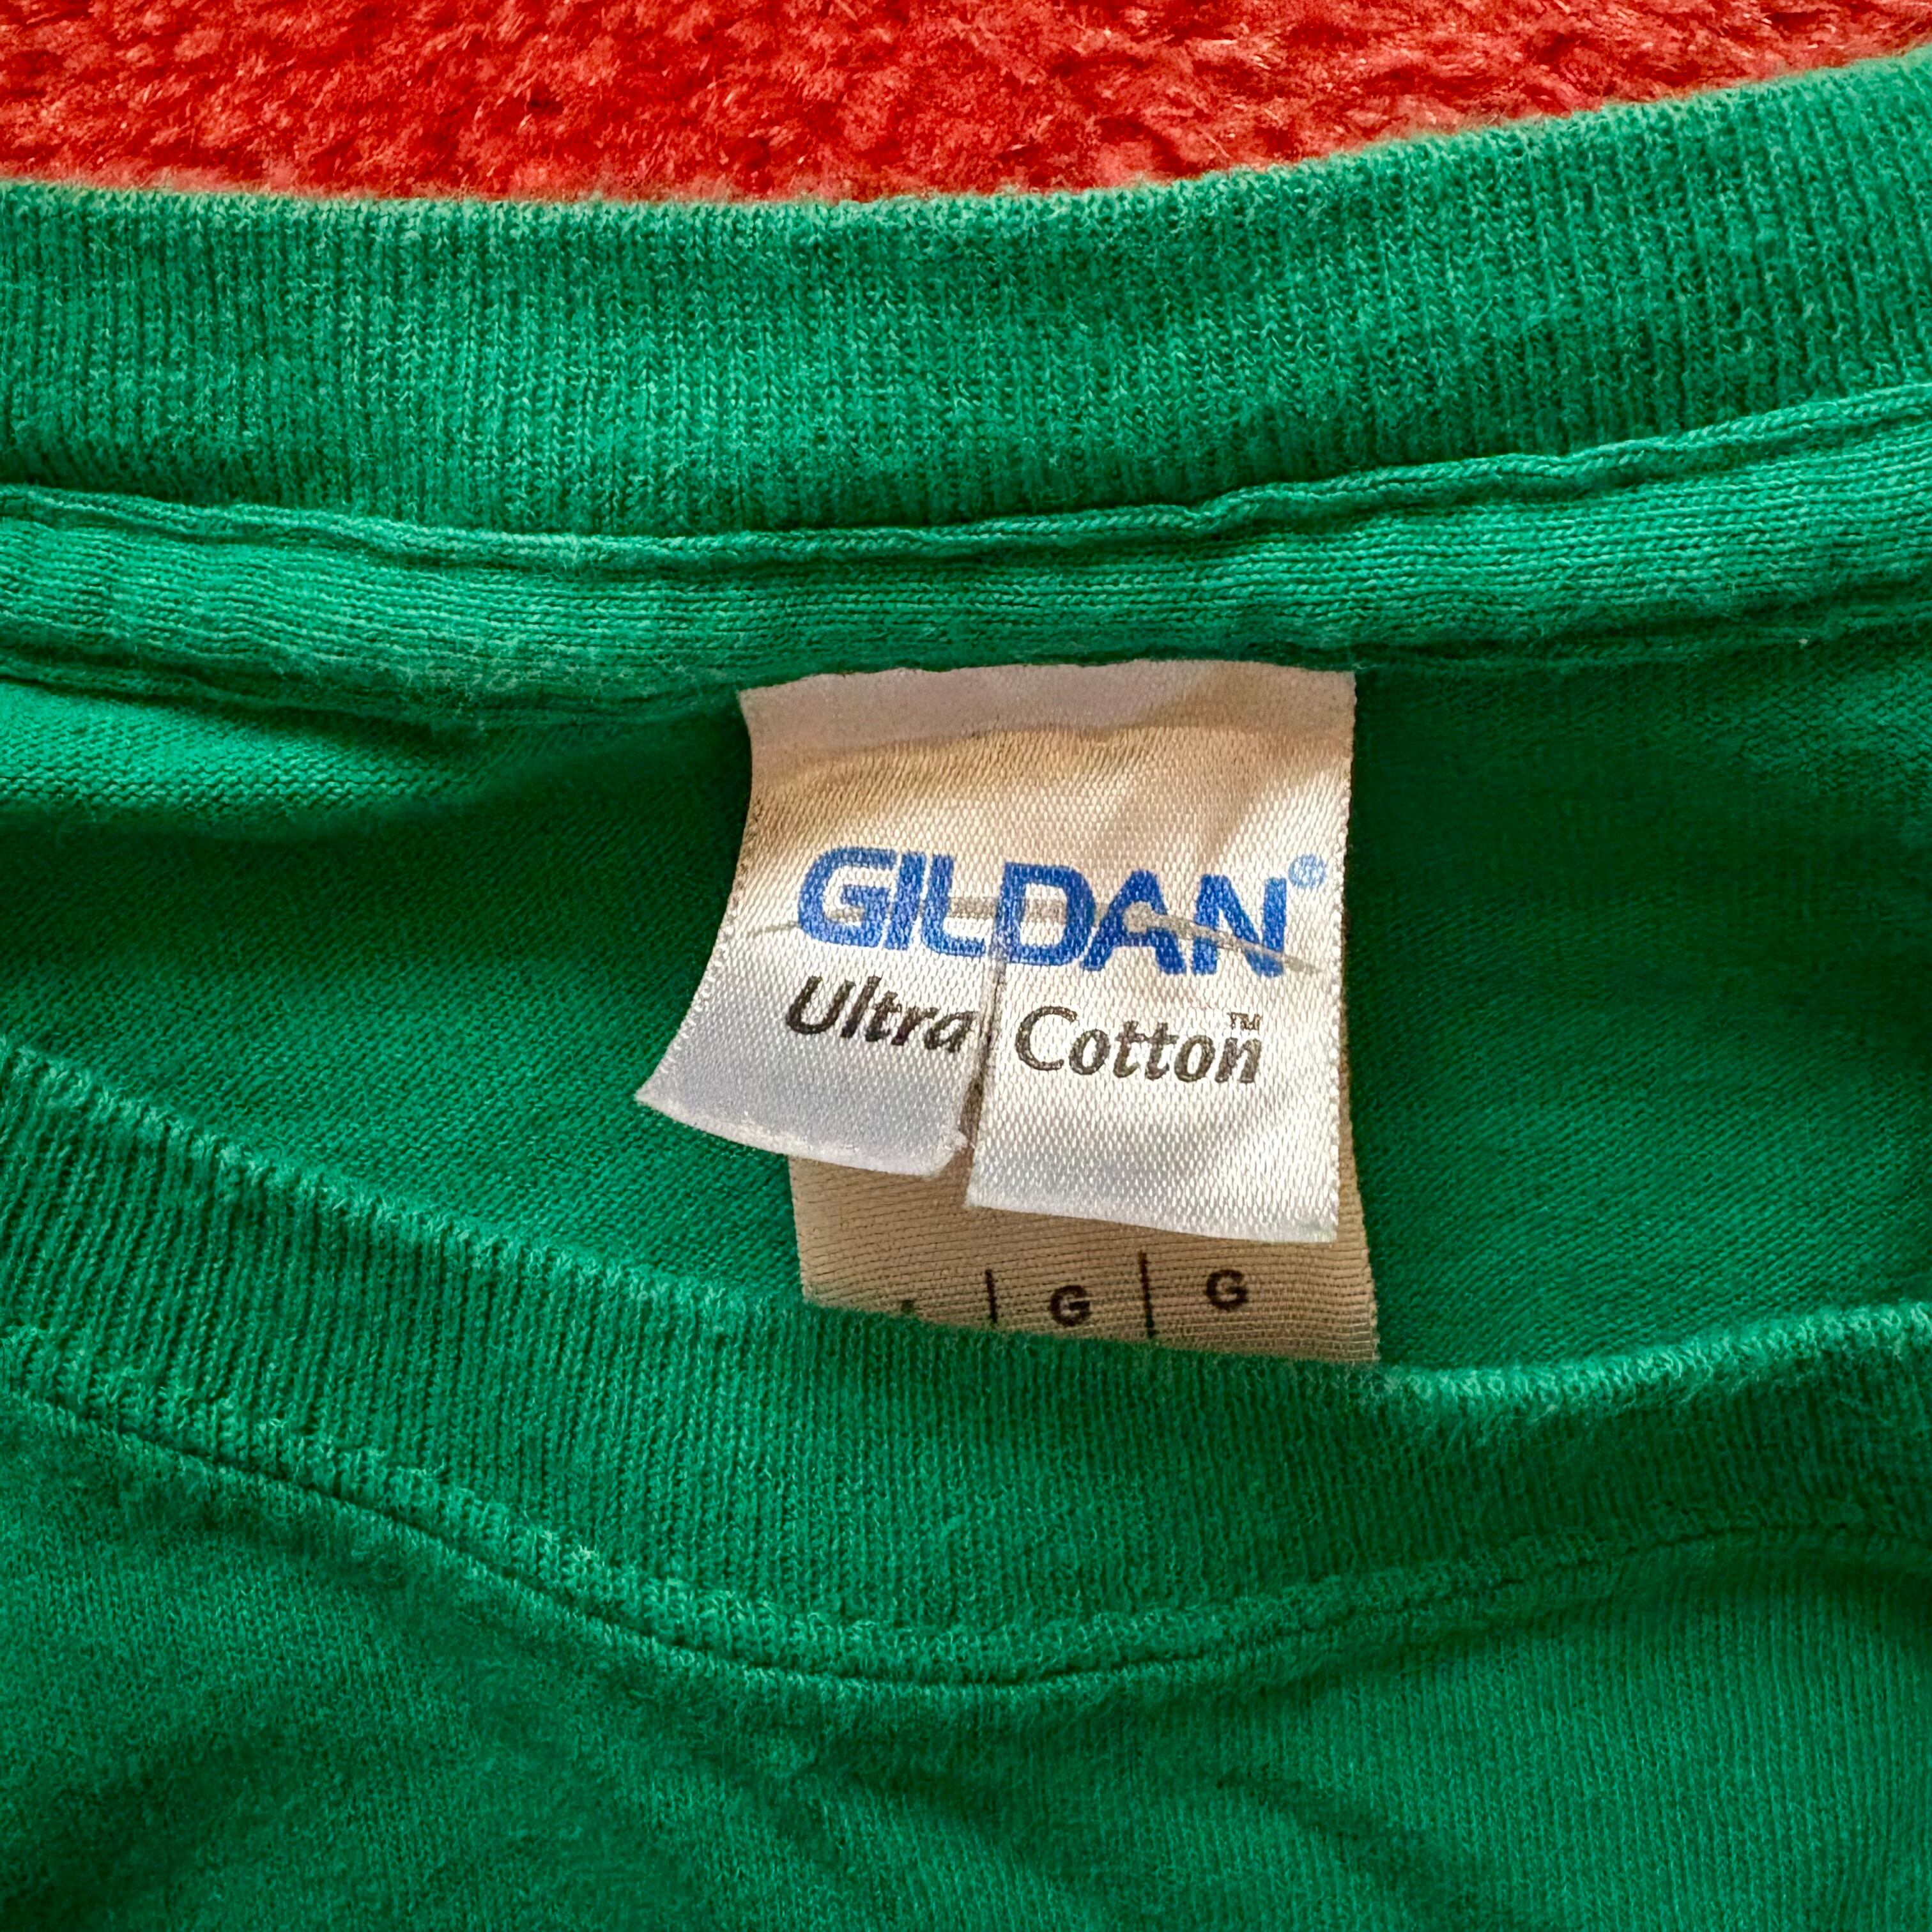 GILDAN®
Ultra Cotton™
| G | G